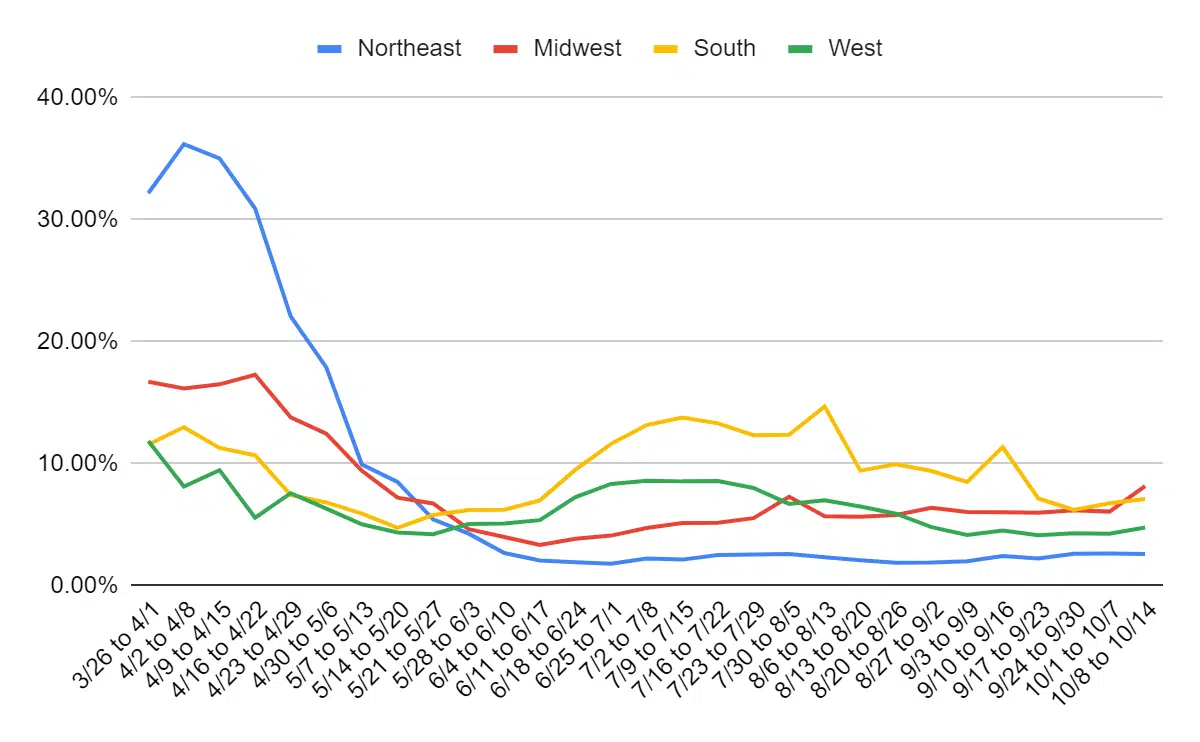 Northeast Midwest South West
40.00%
30.00%
20.00%
10.00%
0.00%
3/26 to 4/1
4/2 to 4/8
4/9 to 4/15
4/16 to 4/22
4/23 to 4/29
4/30 to 5/6
5/7 to 5/13
5/14 to 5/20
5/21 to 5/27
5/28 to 6/3
6/4 to 6/10
6/11 to 6/17
6/18 to 6/24
6/25 to 7/1
7/2 to 7/8
7/9 to 7/15
7/16 to 7/22
7/23 to 7/29
7/30 to 8/5
8/6 to 8/13
8/13 to 8/20
8/20 to 8/26
8/27 to 9/2
9/3 to 9/9
9/10 to 9/16
9/17 to 9/23
9/24 to 9/30
10/1 to 10/7
10/8 to 10/14